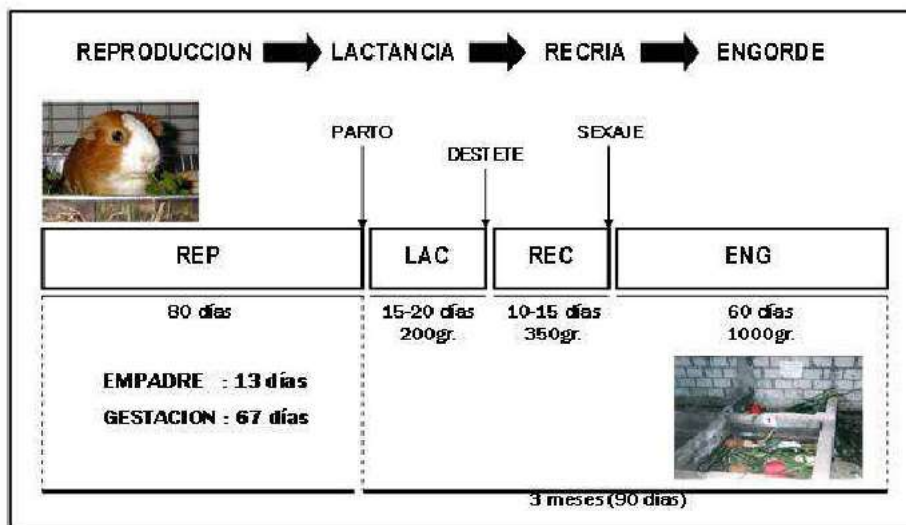 REPRODUCCION LACTANCIA RECRIA ENGORDE
PARTO
DESTETE
SEXAJE
REP
LAC
REC
ENG
80 días
15-20 días
200gr.
10-15 días
350gr.
60 días
1000gr.
EMPADRE : 13 días
GESTACION : 67 días
3 meses (90 días)